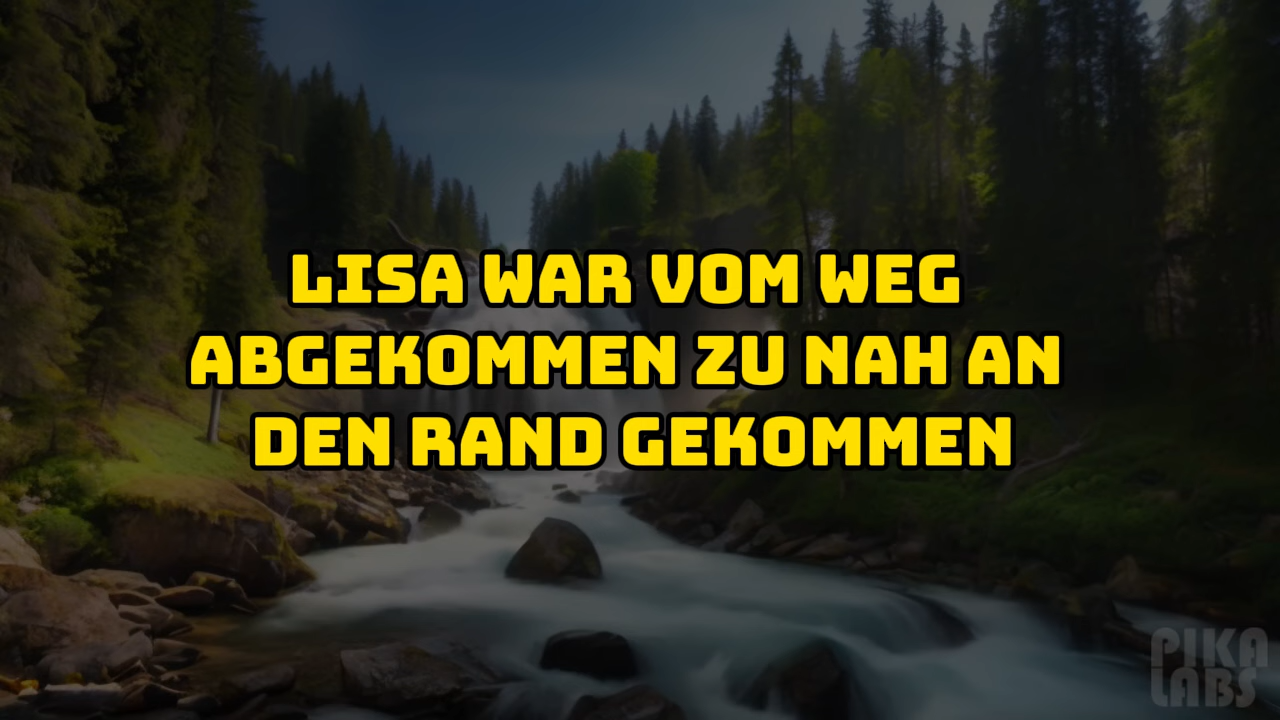 LISA WAR VOM WEG
ABGEKOMMEN ZU NAH AN
DEN RAND GEKOMMEN
PIKA
LABS